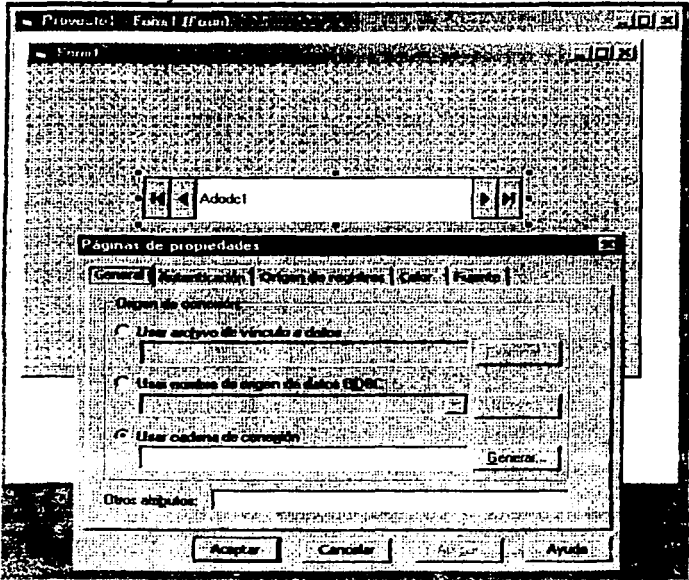 Proyecto1 - Form1 (Form)
Form1
Adodc1
Páginas de propiedades
General Autenticación Origen de registros Color Fuente
Origen de conexión
Usar archivo de vínculo a datos
Usar nombre de origen de datos ODBC
Usar cadena de conexión
Generar...
Otros atributos:
Aceptar Cancelar Ayuda